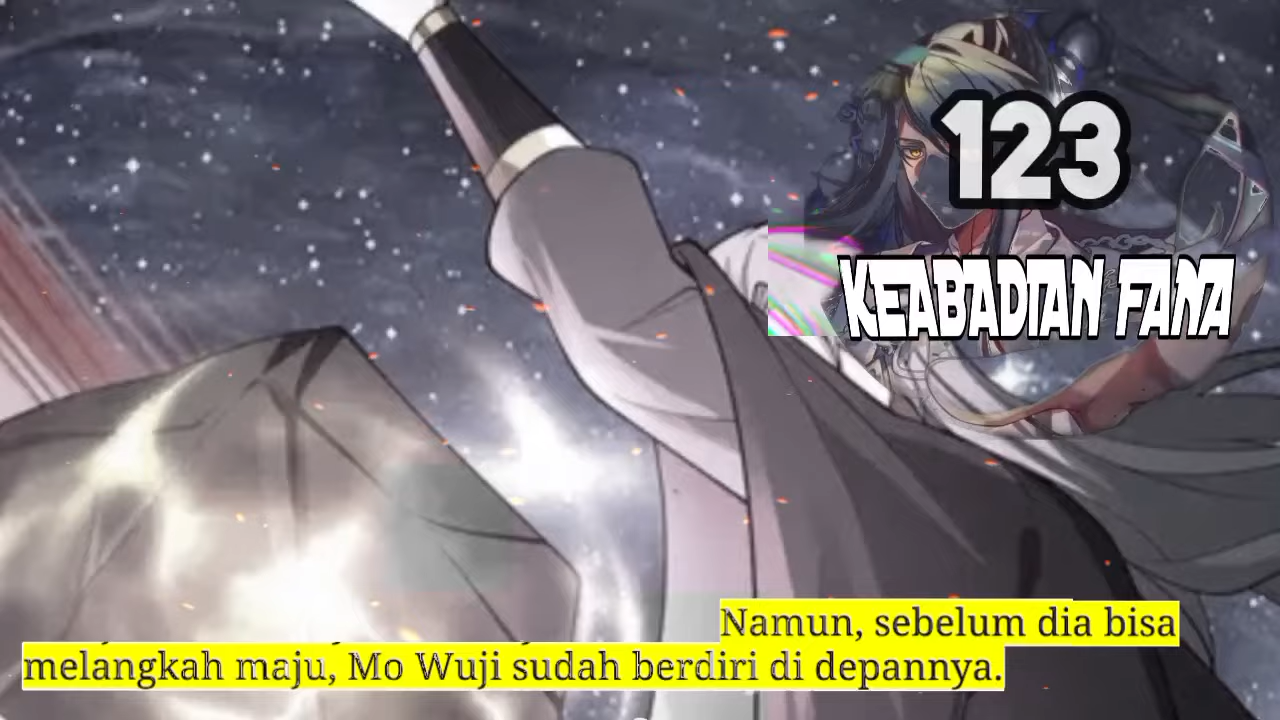 123
KEABADIAN FANA
Namun, sebelum dia bisa
melangkah maju, Mo Wuji sudah berdiri di depannya.